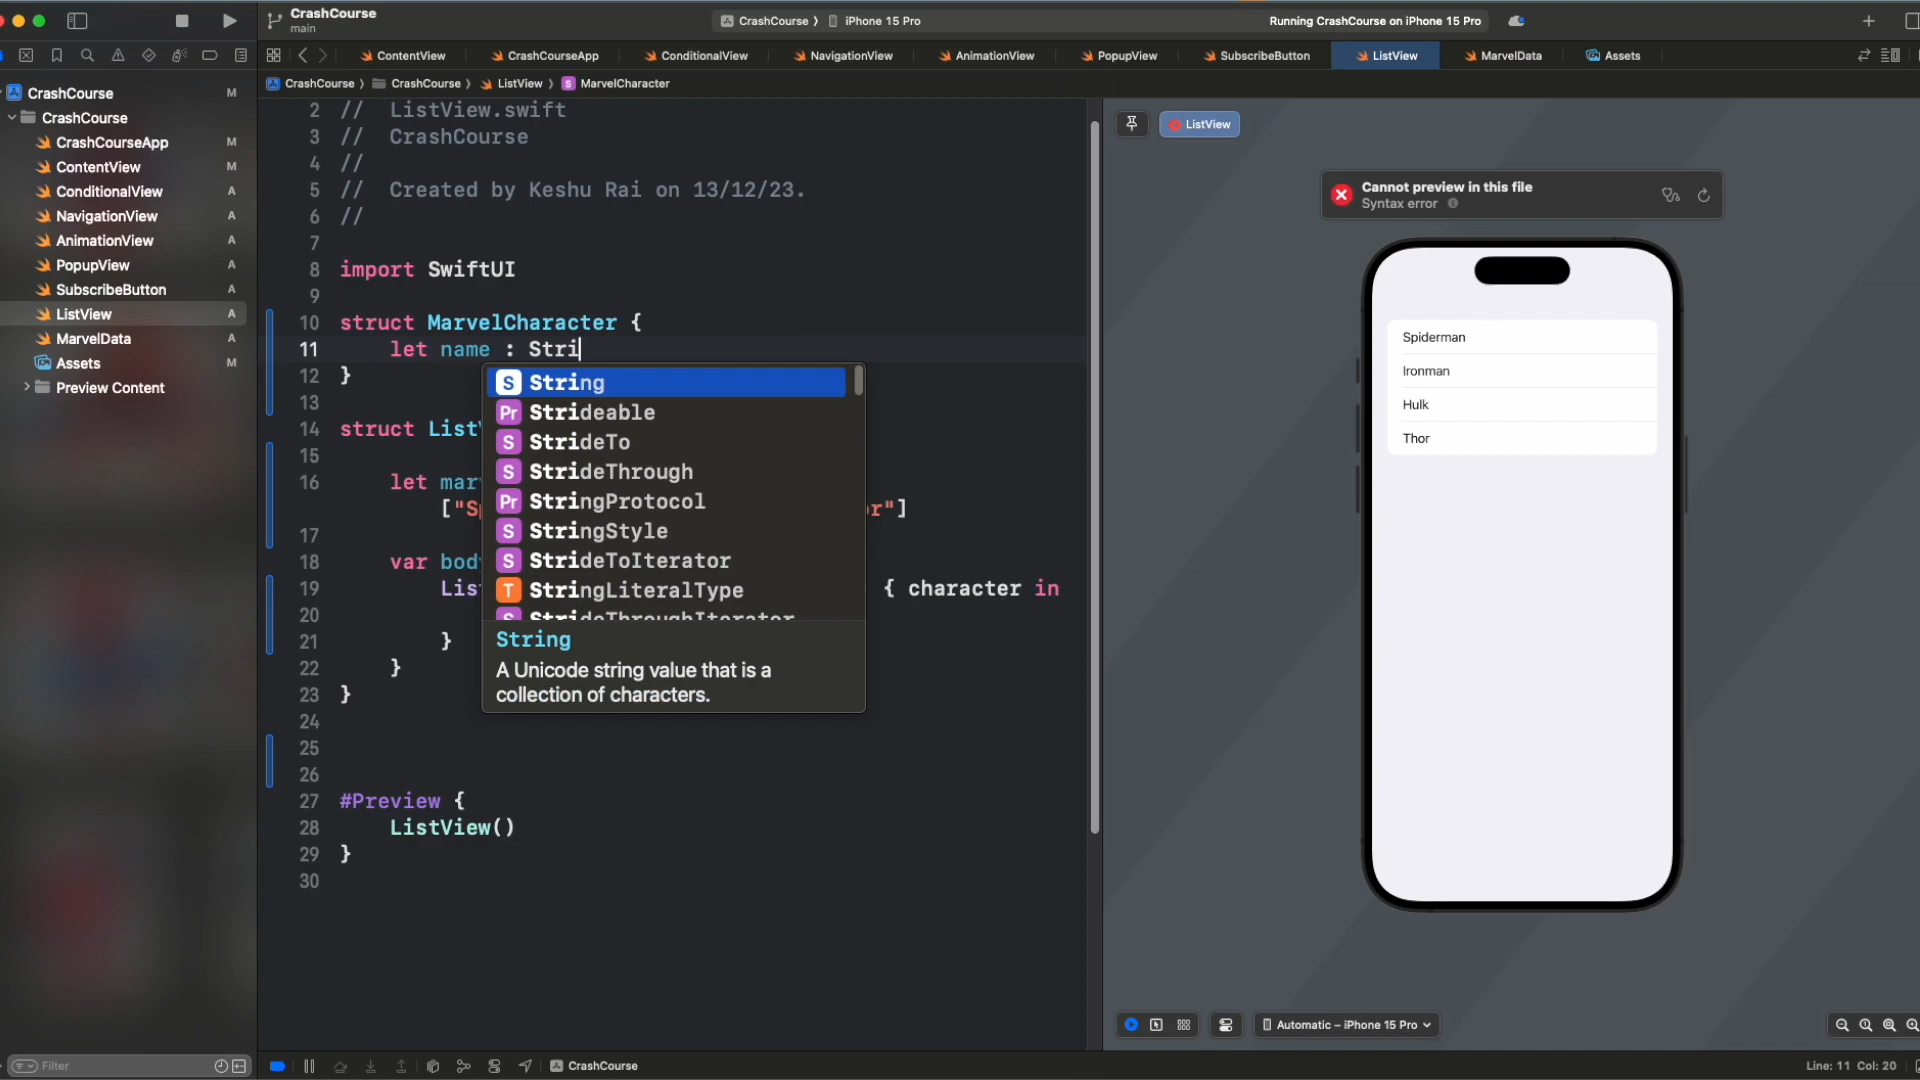 CrashCourse
main
CrashCourse
iPhone 15 Pro
Running CrashCourse on iPhone 15 Pro
ContentView
CrashCourseApp
ConditionalView
NavigationView
AnimationView
PopupView
SubscribeButton
ListView
MarvelData
Assets
CrashCourse
CrashCourse
ListView
S MarvelCharacter
CrashCourse M
CrashCourse
CrashCourseApp M
ContentView M
ConditionalView A
NavigationView A
AnimationView A
PopupView A
SubscribeButton A
ListView A
MarvelData A
Assets M
Preview Content
Filter
2 // ListView.swift
3 // CrashCourse
4 //
5 // Created by Keshu Rai on 13/12/23.
6 //
7
8 import SwiftUI
9
10 struct MarvelCharacter {
11 let name : Stri
12 }
13
14 struct List
15
16 let mar
["S r"]
17
18 var body
19 Lis { character in
20
21 }
22 }
23 }
24
25
26
27 #Preview {
28 ListView()
29 }
30
S String
Pr Strideable
S StrideTo
S StrideThrough
Pr StringProtocol
S StringStyle
S StrideToIterator
T StringLiteralType
S StrideThroughIterator
String
A Unicode string value that is a
collection of characters.
ListView
Cannot preview in this file
Syntax error
Spiderman
Ironman
Hulk
Thor
Automatic – iPhone 15 Pro
CrashCourse
Line: 11 Col: 20